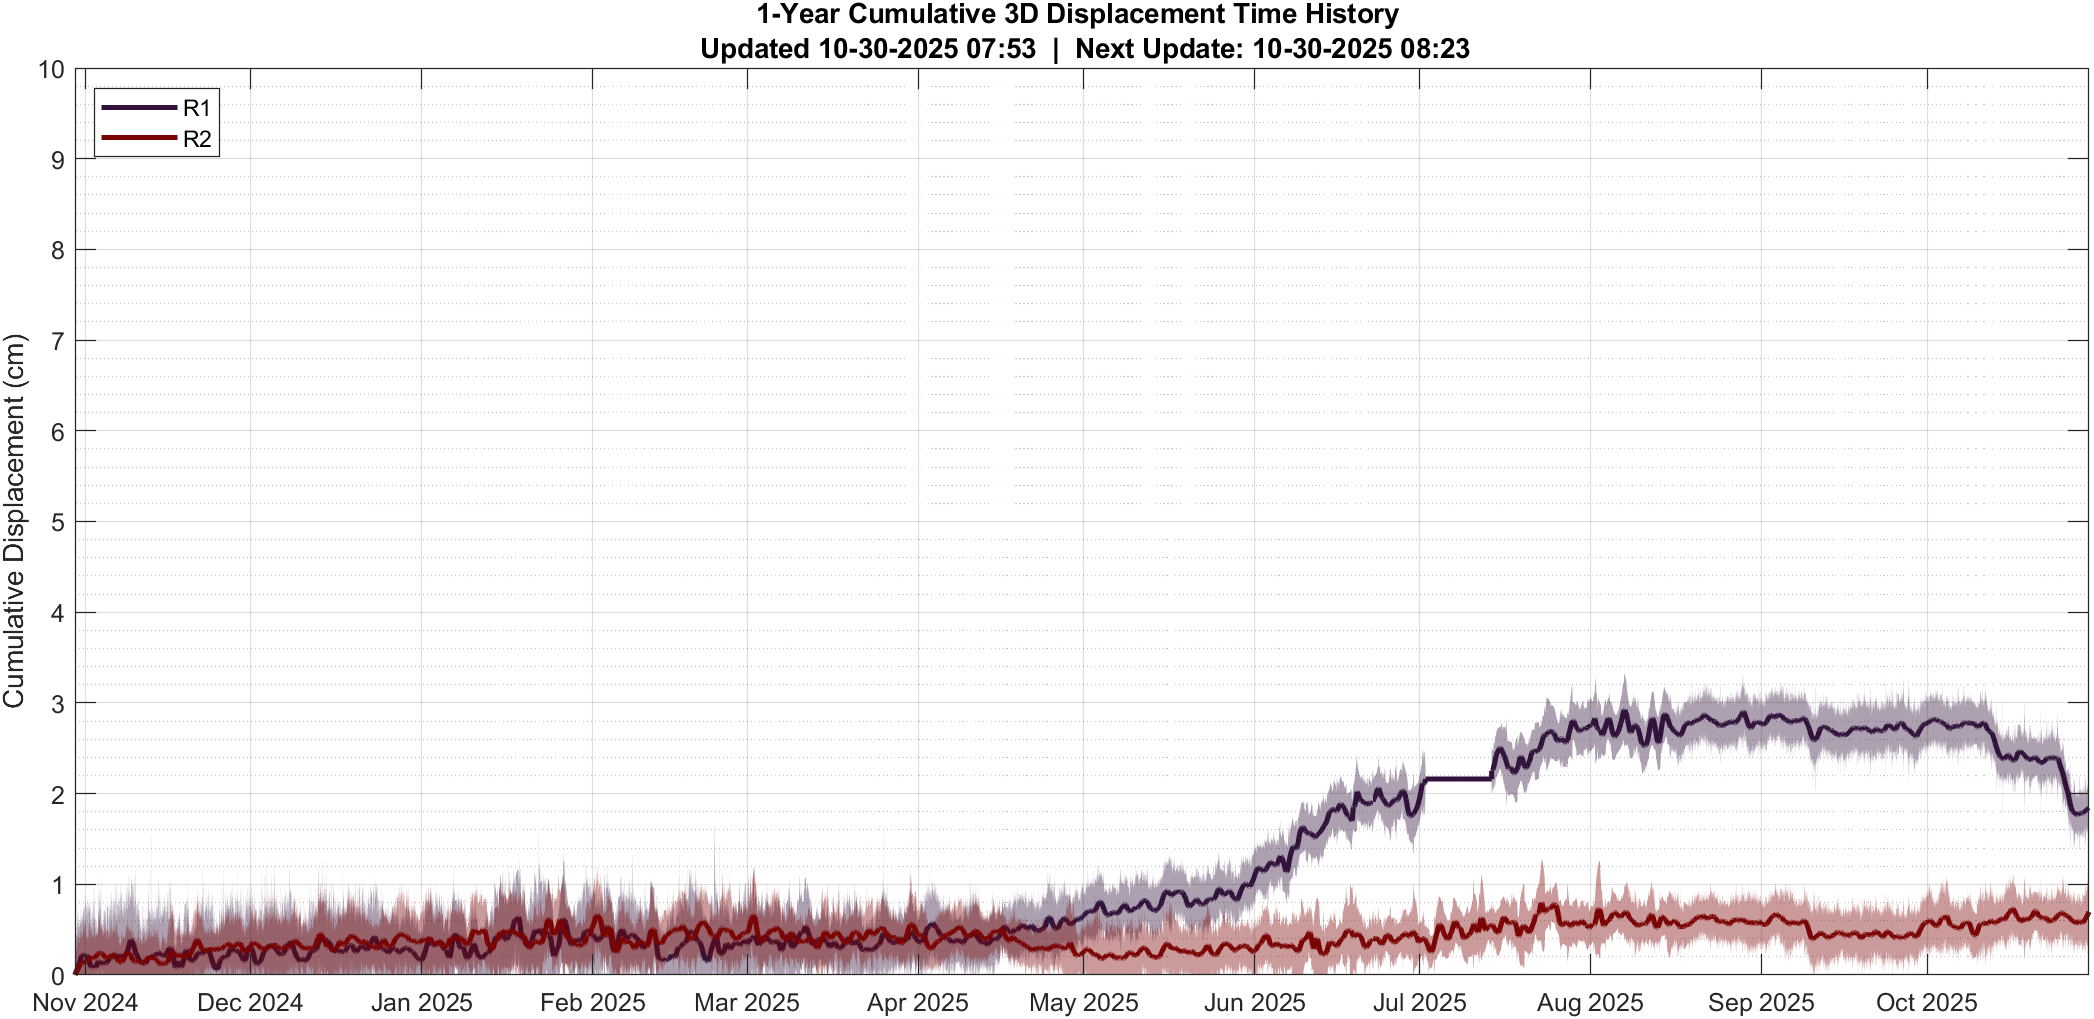 1-Year Cumulative 3D Displacement Time History
Updated 10-30-2025 07:53 | Next Update: 10-30-2025 08:23
R1
R2
Cumulative Displacement (cm)
10
9
8
7
6
5
4
3
2
1
0
Nov 2024 Dec 2024 Jan 2025 Feb 2025 Mar 2025 Apr 2025 May 2025 Jun 2025 Jul 2025 Aug 2025 Sep 2025 Oct 2025